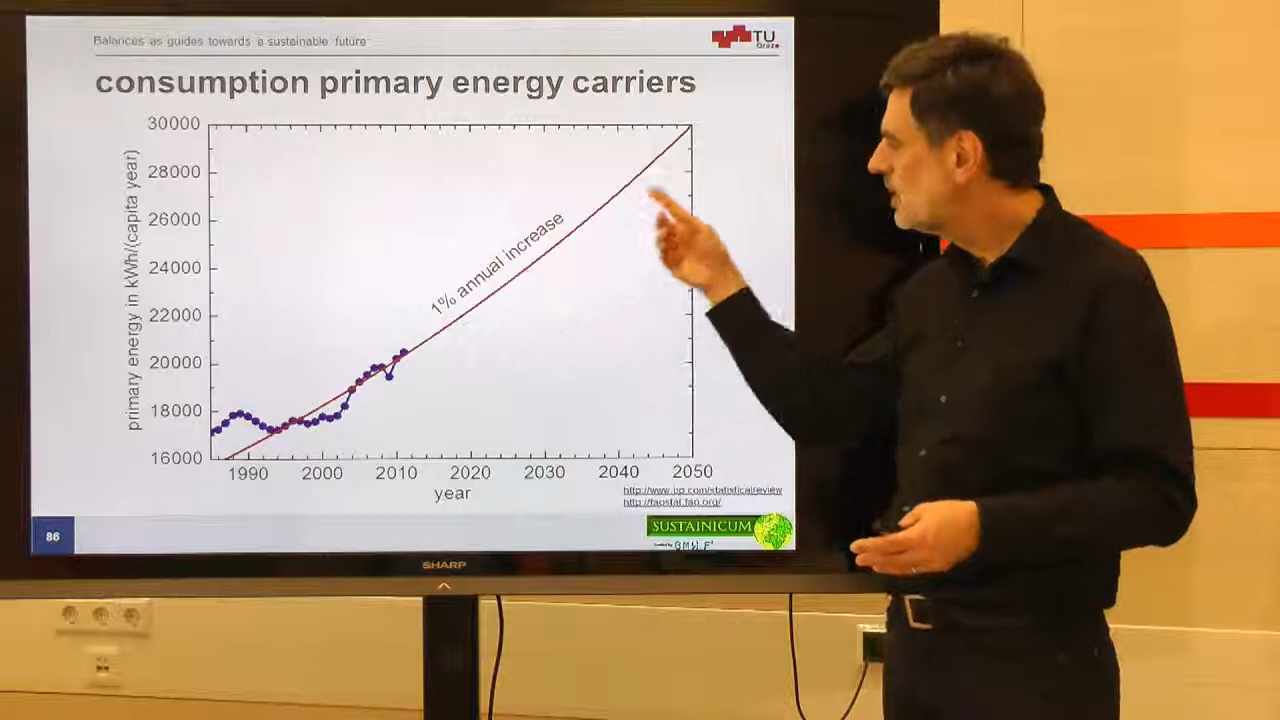 Balances as guides towards a sustainable future
TU
Graz
consumption primary energy carriers
30000
28000
26000
24000
22000
20000
18000
16000
primary energy in kWh/(capita year)
1% annual increase
1990 2000 2010 2020 2030 2040 2050
year
http://www.bp.com/statisticalreview
http://faostat.fao.org/
86
SUSTAINICUM
SHARP